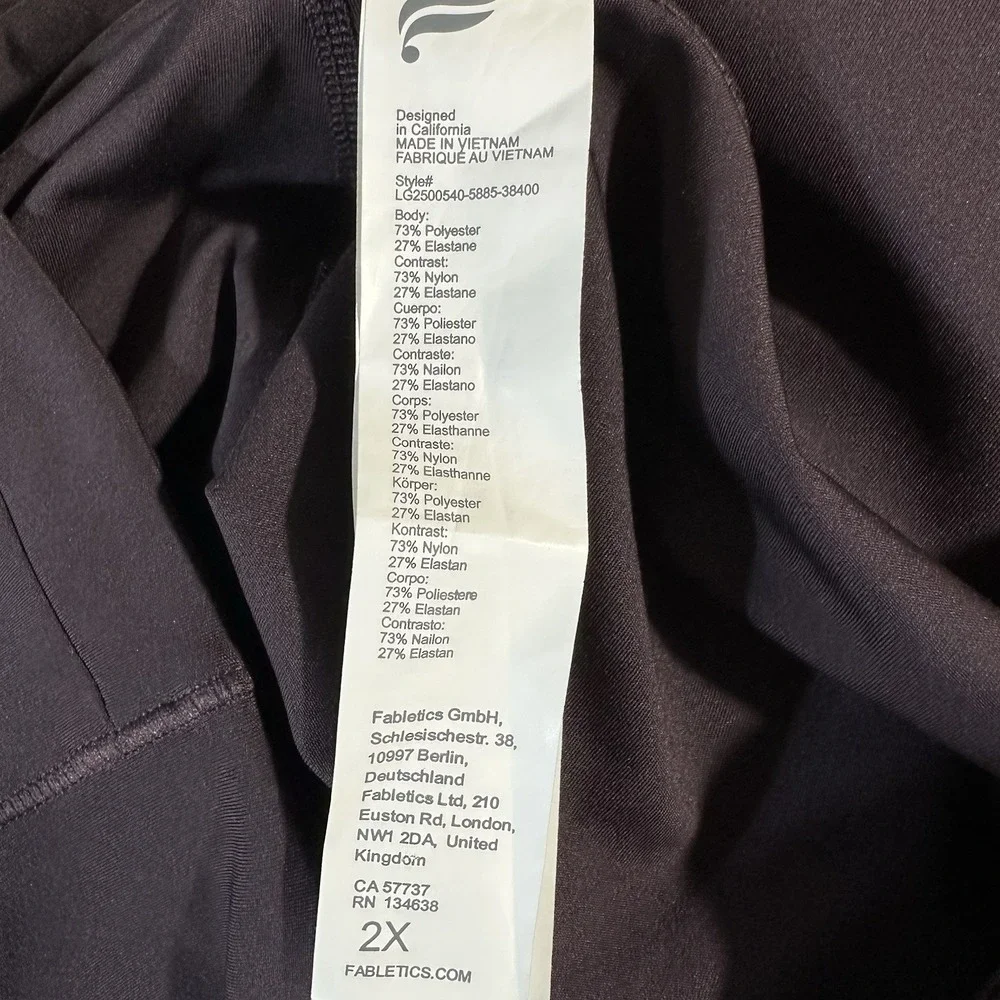 Designed
in California
MADE IN VIETNAM
FABRIQUÉ AU VIETNAM
Style#
LG2500540-5885-38400
Body:
73% Polyester
27% Elastane
Contrast:
73% Nylon
27% Elastane
Cuerpo:
73% Poliester
27% Elastano
Contraste:
73% Nailon
27% Elastano
Corps:
73% Polyester
27% Elasthanne
Contraste:
73% Nylon
27% Elasthanne
Körper:
73% Polyester
27% Elastan
Kontrast:
73% Nylon
27% Elastan
Corpo:
73% Poliestere
27% Elastan
Contrasto:
73% Nailon
27% Elastan
Fabletics GmbH,
Schlesischestr. 38,
10997 Berlin,
Deutschland
Fabletics Ltd, 210
Euston Rd, London,
NW1 2DA, United
Kingdom
CA 57737
RN 134638
2X
FABLETICS.COM